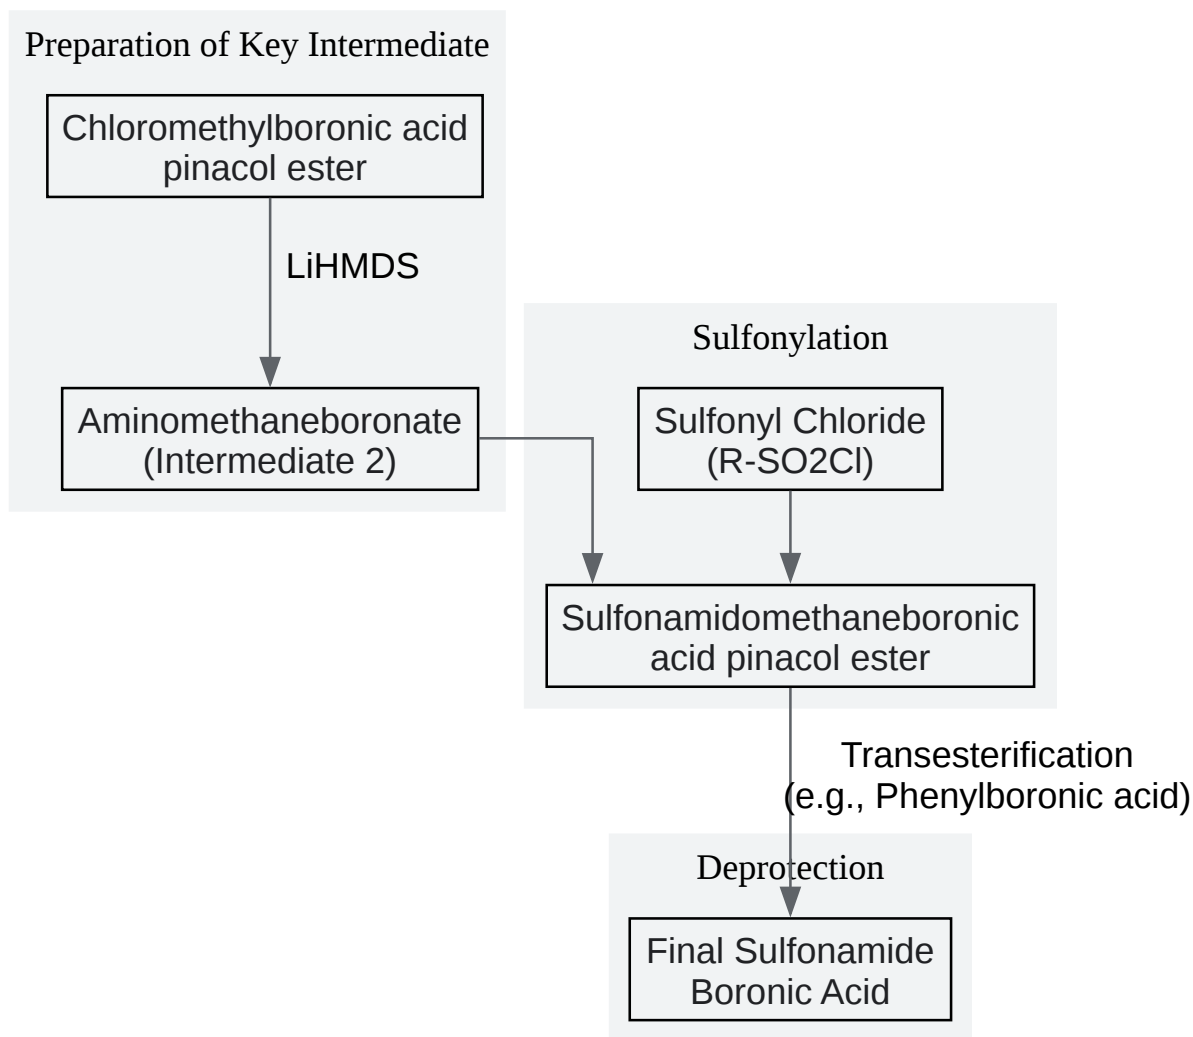 Preparation of Key Intermediate
Chloromethylboronic acid
pinacol ester
LiHMDS
Aminomethaneboronate
(Intermediate 2)
Sulfonylation
Sulfonyl Chloride
(R-SO2Cl)
Sulfonamidomethaneboronic
acid pinacol ester
Transesterification
(e.g., Phenylboronic acid)
Deprotection
Final Sulfonamide
Boronic Acid